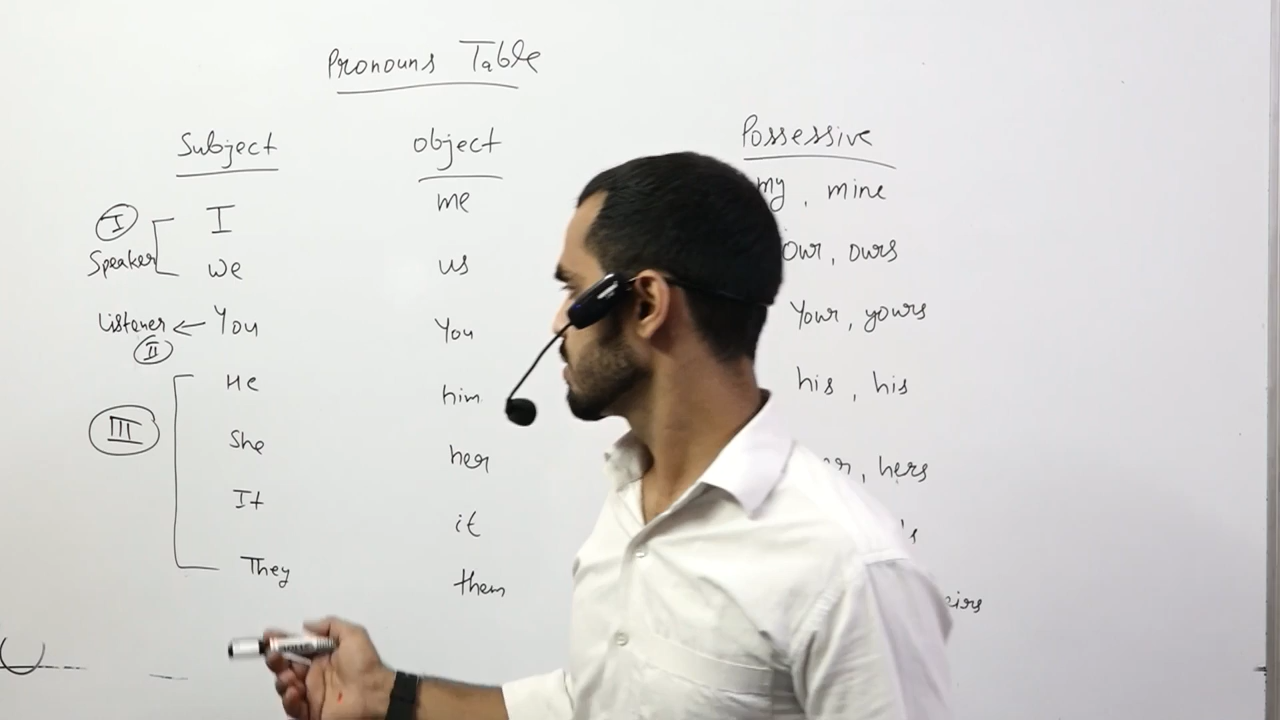 Pronouns Table
Subject object Possessive
I I me my, mine
Speaker we us our, ours
Listener ← You You Your, yours
II
He him his, his
III She her hers
It it
They them